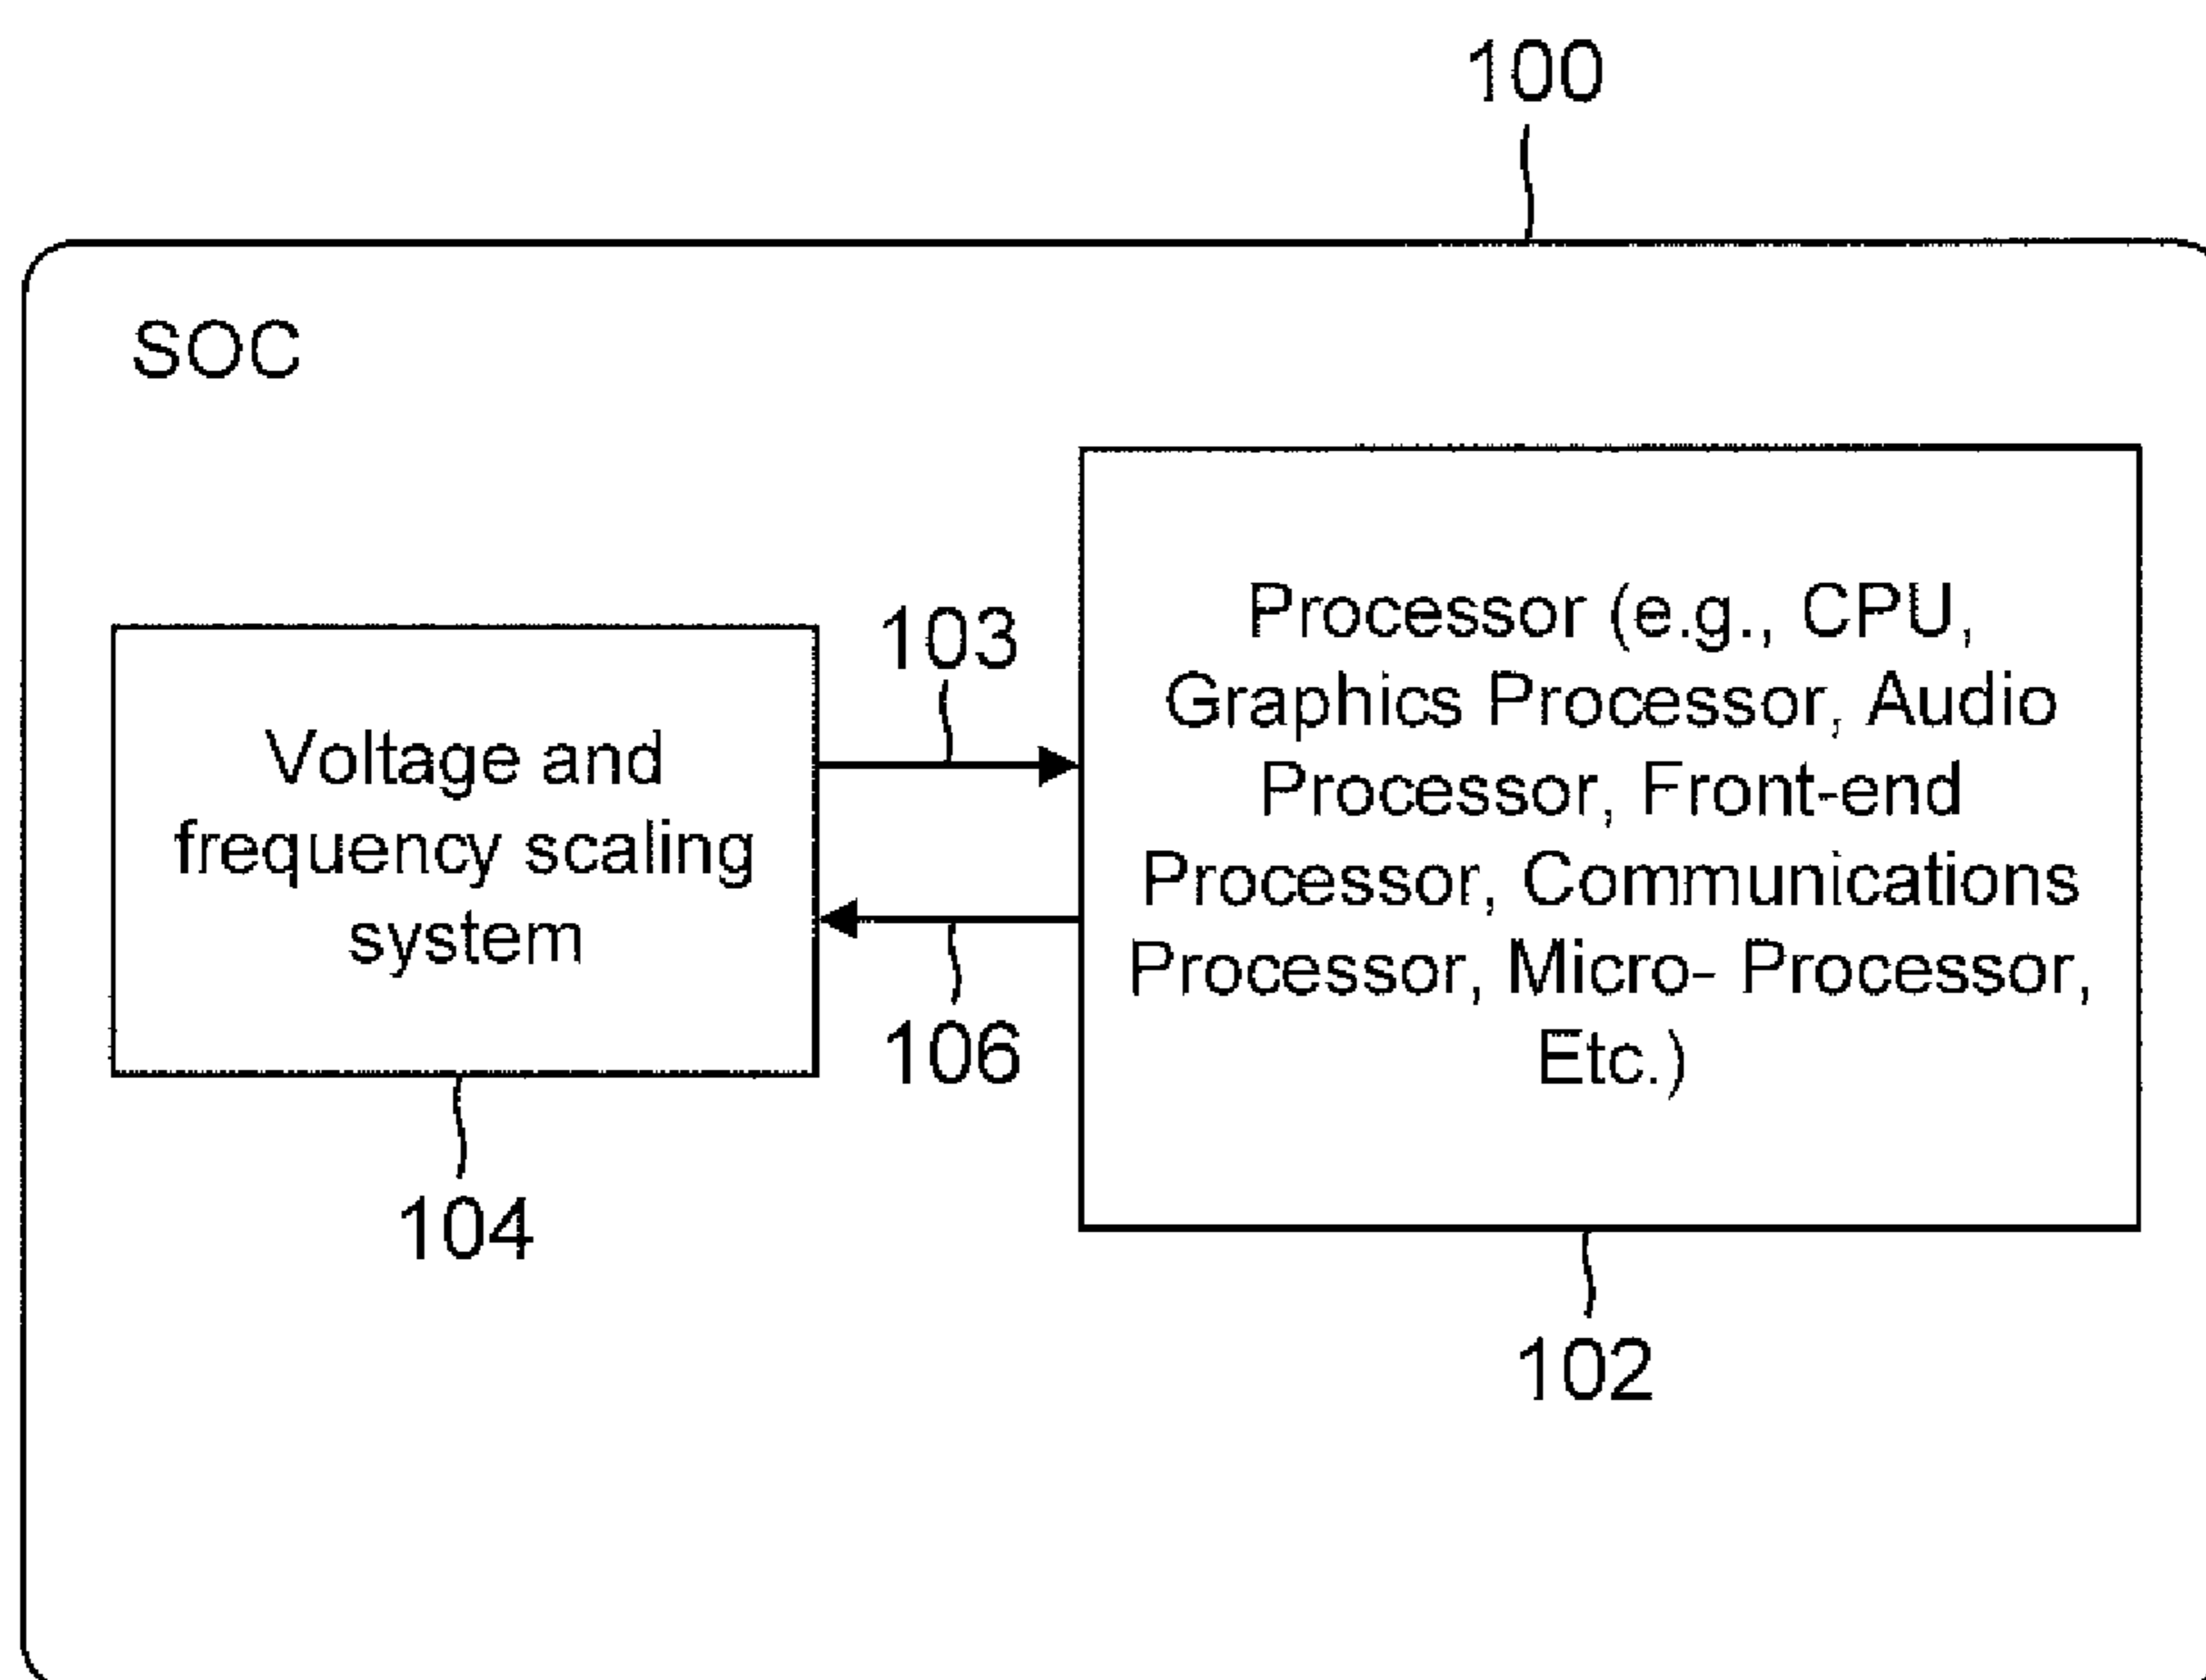 100
SOC
103
Voltage and
frequency scaling
system
106
104
Processor (e.g., CPU,
Graphics Processor, Audio
Processor, Front-end
Processor, Communications
Processor, Micro- Processor,
Etc.)
102